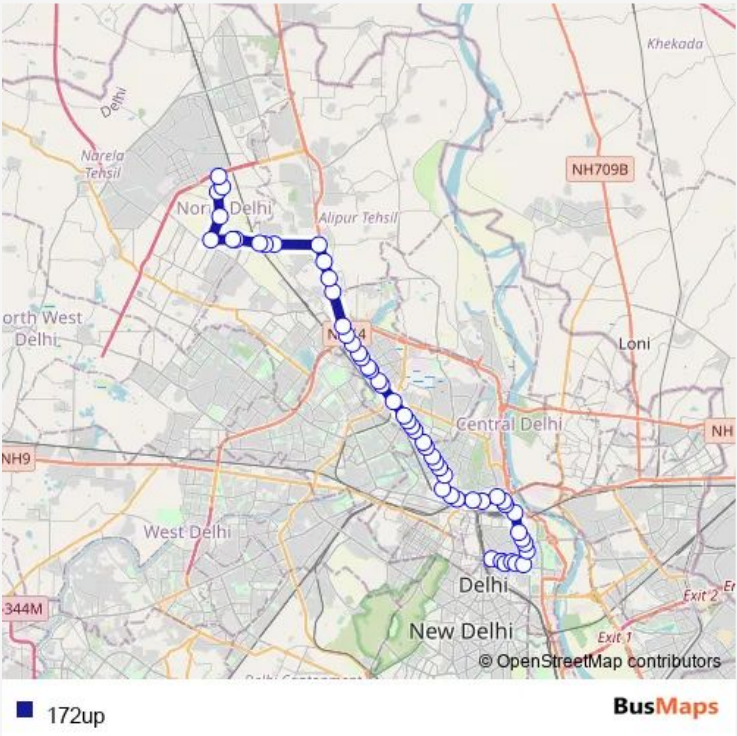 Khekada
Delhi
NH709B
Narela
Tehsil
North Delhi
Alipur Tehsil
orth West
Delhi
Loni
Central Delhi
NH
NH9
West Delhi
Delhi
-344M
Exit 2
New Delhi
Exit 1
© OpenStreetMap contributors
172up
BusMaps